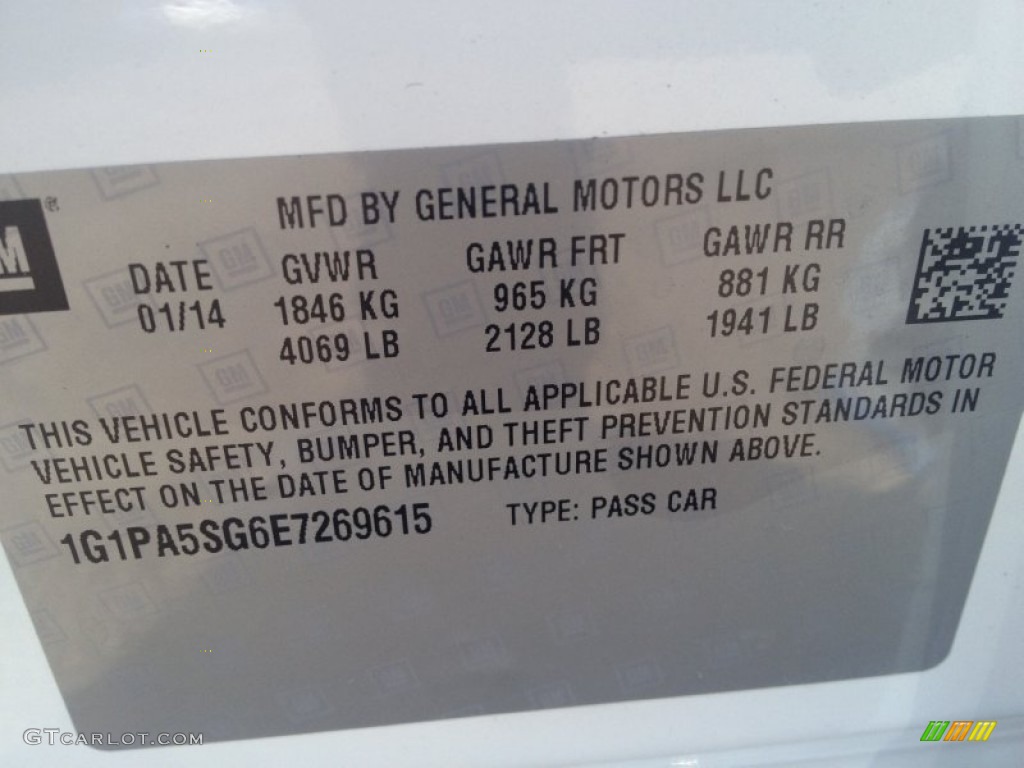 GM®
MFD BY GENERAL MOTORS LLC
DATE GVWR GAWR FRT GAWR RR
01/14 1846 KG 965 KG 881 KG
4069 LB 2128 LB 1941 LB
THIS VEHICLE CONFORMS TO ALL APPLICABLE U.S. FEDERAL MOTOR
VEHICLE SAFETY, BUMPER, AND THEFT PREVENTION STANDARDS IN
EFFECT ON THE DATE OF MANUFACTURE SHOWN ABOVE.
1G1PA5SG6E7269615 TYPE: PASS CAR
GTCARLOT.COM